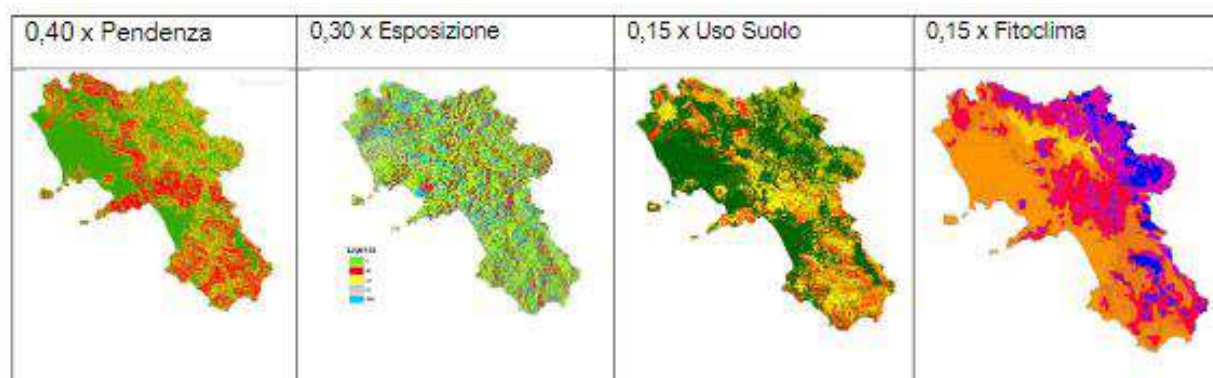 0,40 x Pendenza
0,30 x Esposizione
0,15 x Uso Suolo
0,15 x Fitoclima